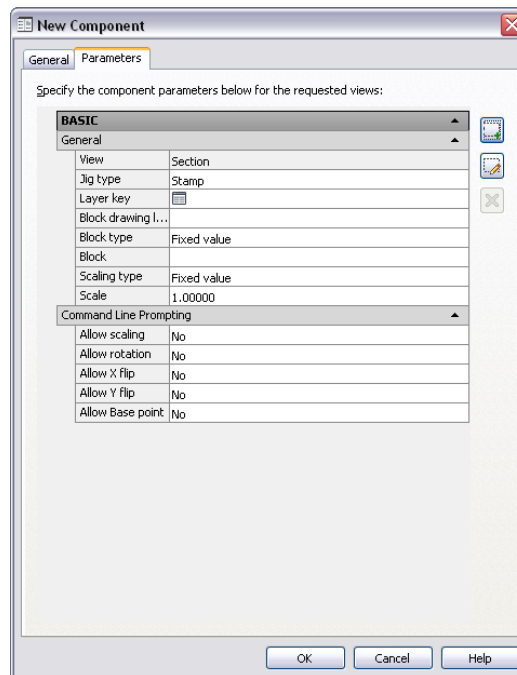 New Component
General Parameters
Specify the component parameters below for the requested views:
BASIC
General
View Section
Jig type Stamp
Layer key
Block drawing l...
Block type Fixed value
Block
Scaling type Fixed value
Scale 1.00000
Command Line Prompting
Allow scaling No
Allow rotation No
Allow X flip No
Allow Y flip No
Allow Base point No
OK Cancel Help